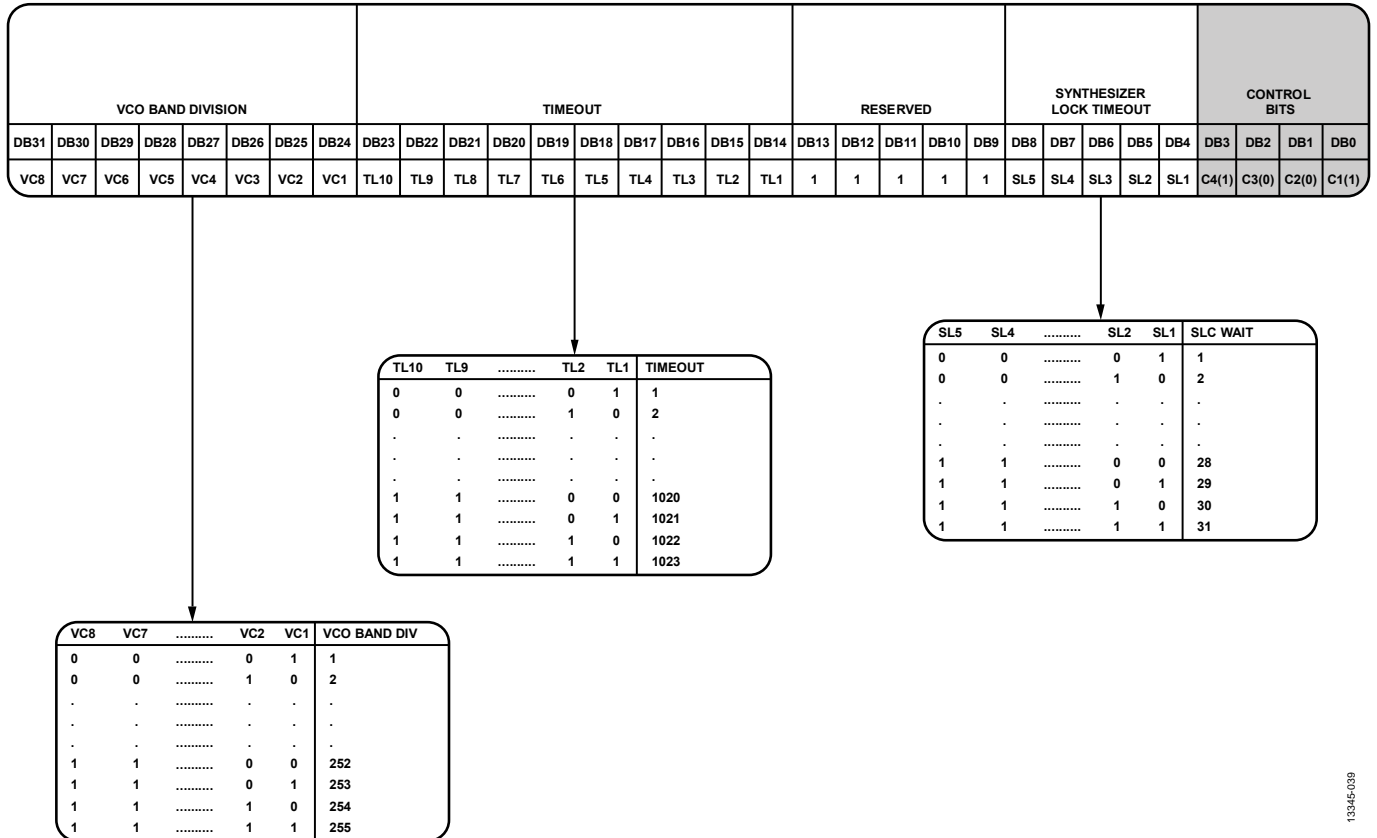 VCO BAND DIVISION TIMEOUT RESERVED SYNTHESIZER LOCK TIMEOUT CONTROL BITS
DB31 DB30 DB29 DB28 DB27 DB26 DB25 DB24 DB23 DB22 DB21 DB20 DB19 DB18 DB17 DB16 DB15 DB14 DB13 DB12 DB11 DB10 DB9 DB8 DB7 DB6 DB5 DB4 DB3 DB2 DB1 DB0
VC8 VC7 VC6 VC5 VC4 VC3 VC2 VC1 TL10 TL9 TL8 TL7 TL6 TL5 TL4 TL3 TL2 TL1 1 1 1 1 1 SL5 SL4 SL3 SL2 SL1 C4(1) C3(0) C2(0) C1(1)
SL5 SL4 .......... SL2 SL1 SLC WAIT
0 0 .......... 0 1 1
0 0 .......... 1 0 2
. . .......... . . .
. . .......... . . .
. . .......... . . .
1 1 .......... 0 0 28
1 1 .......... 0 1 29
1 1 .......... 1 0 30
1 1 .......... 1 1 31
TL10 TL9 .......... TL2 TL1 TIMEOUT
0 0 .......... 0 1 1
0 0 .......... 1 0 2
. . .......... . . .
. . .......... . . .
. . .......... . . .
1 1 .......... 0 0 1020
1 1 .......... 0 1 1021
1 1 .......... 1 0 1022
1 1 .......... 1 1 1023
VC8 VC7 .......... VC2 VC1 VCO BAND DIV
0 0 .......... 0 1 1
0 0 .......... 1 0 2
. . .......... . . .
. . .......... . . .
. . .......... . . .
1 1 .......... 0 0 252
1 1 .......... 0 1 253
1 1 .......... 1 0 254
1 1 .......... 1 1 255
13345-039